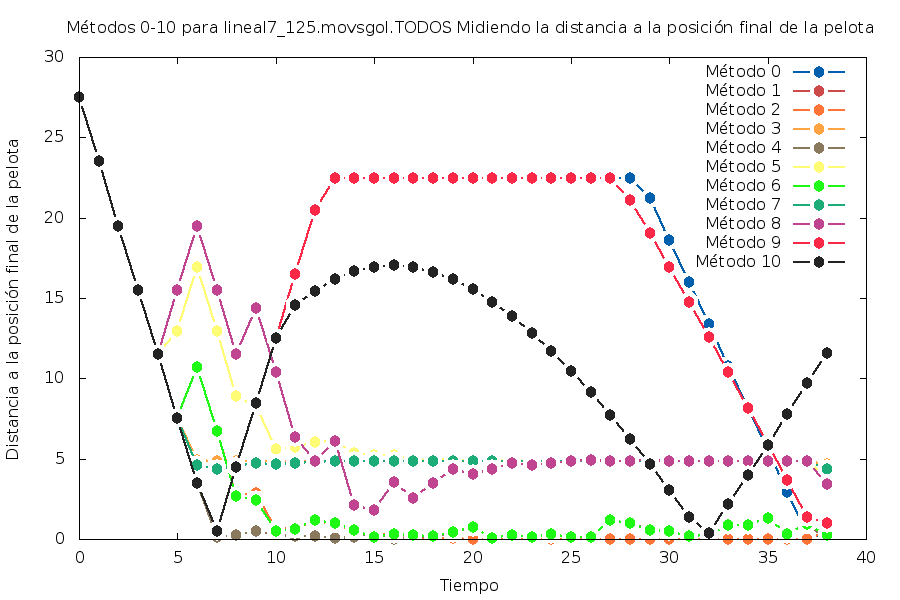 Métodos 0-10 para lineal7_125.movsgol.TODOS Midiendo la distancia a la posición final de la pelota
30
25
20
15
10
5
0
Distancia a la posición final de la pelota
Método 0
Método 1
Método 2
Método 3
Método 4
Método 5
Método 6
Método 7
Método 8
Método 9
Método 10
0 5 10 15 20 25 30 35 40
Tiempo